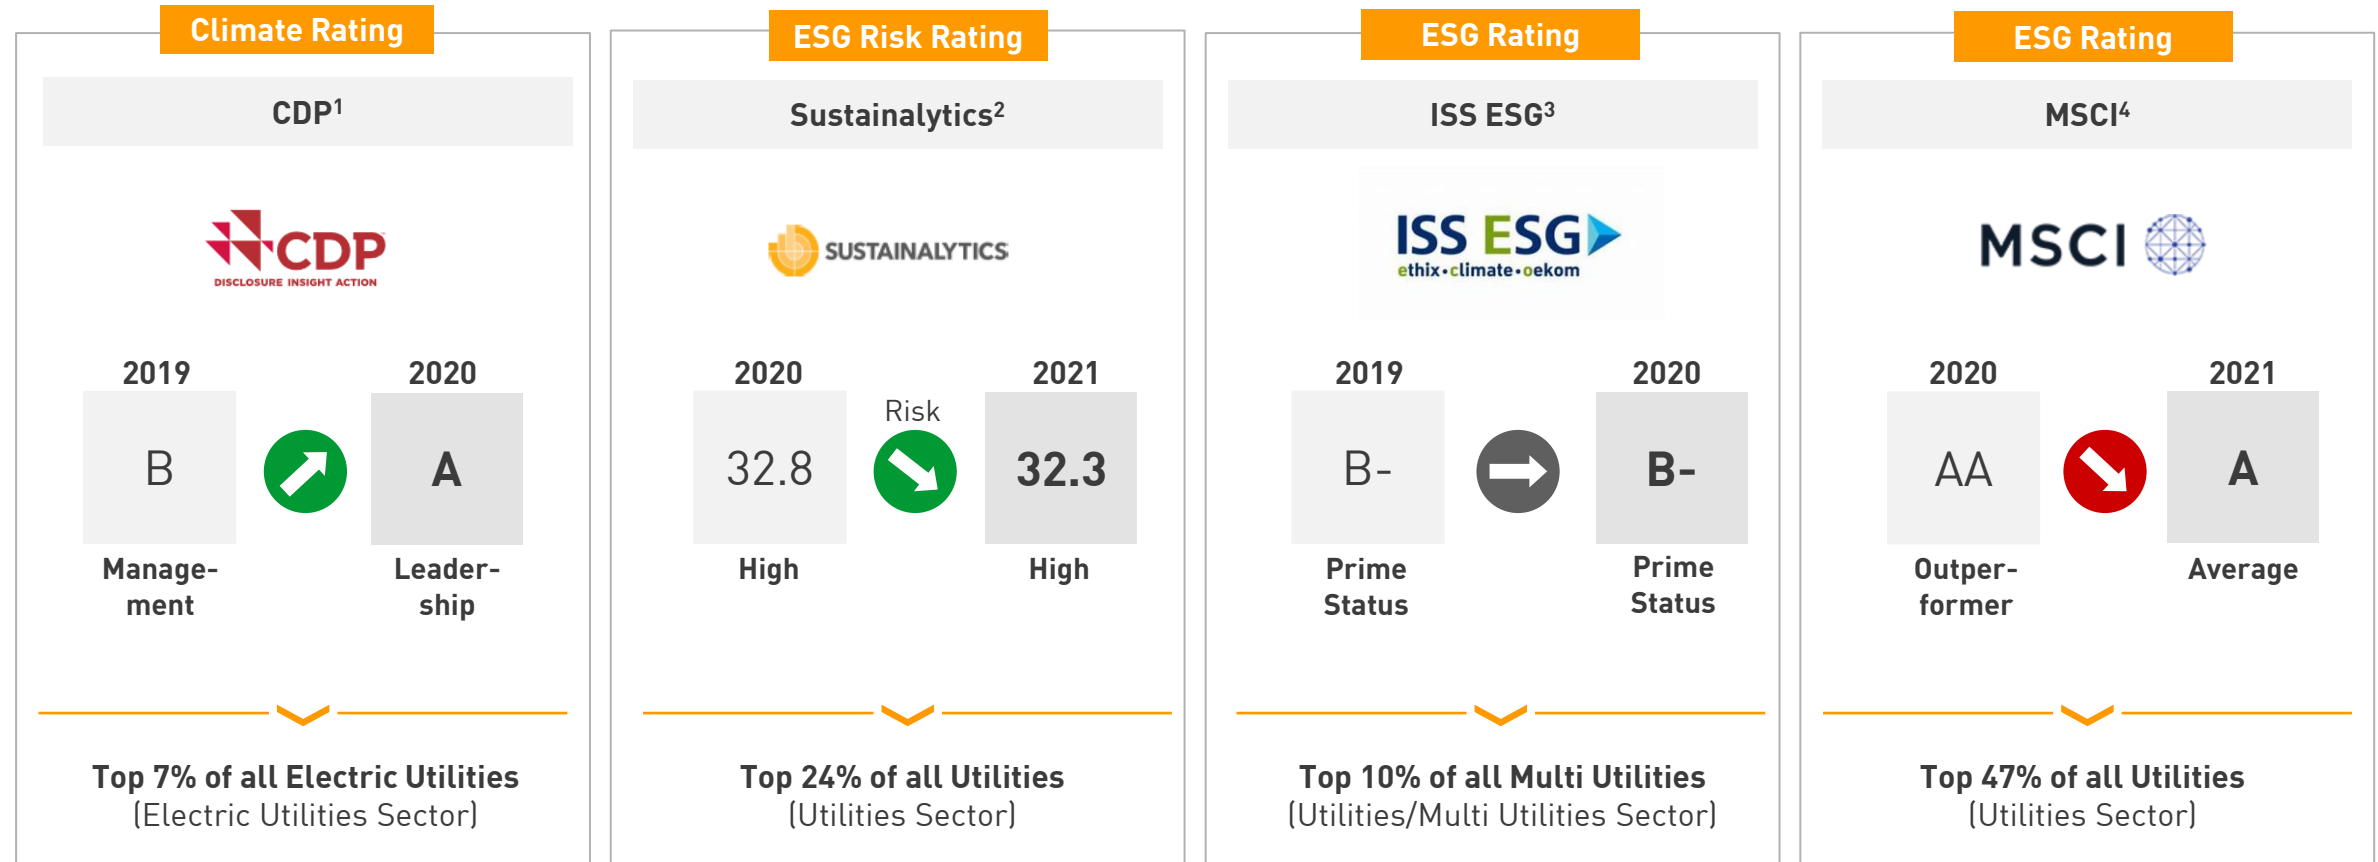 Climate Rating
CDP¹
CDP
DISCLOSURE INSIGHT ACTION
2019
2020
B
A
Manage-
ment
Leader-
ship
Top 7% of all Electric Utilities
(Electric Utilities Sector)
ESG Risk Rating
Sustainalytics²
SUSTAINALYTICS
2020
2021
Risk
32.8
32.3
High
High
Top 24% of all Utilities
(Utilities Sector)
ESG Rating
ISS ESG³
ISS ESG
ethix·climate·oekom
2019
2020
B-
B-
Prime
Status
Prime
Status
Top 10% of all Multi Utilities
(Utilities/Multi Utilities Sector)
ESG Rating
MSCI⁴
MSCI
2020
2021
AA
A
Outper-
former
Average
Top 47% of all Utilities
(Utilities Sector)